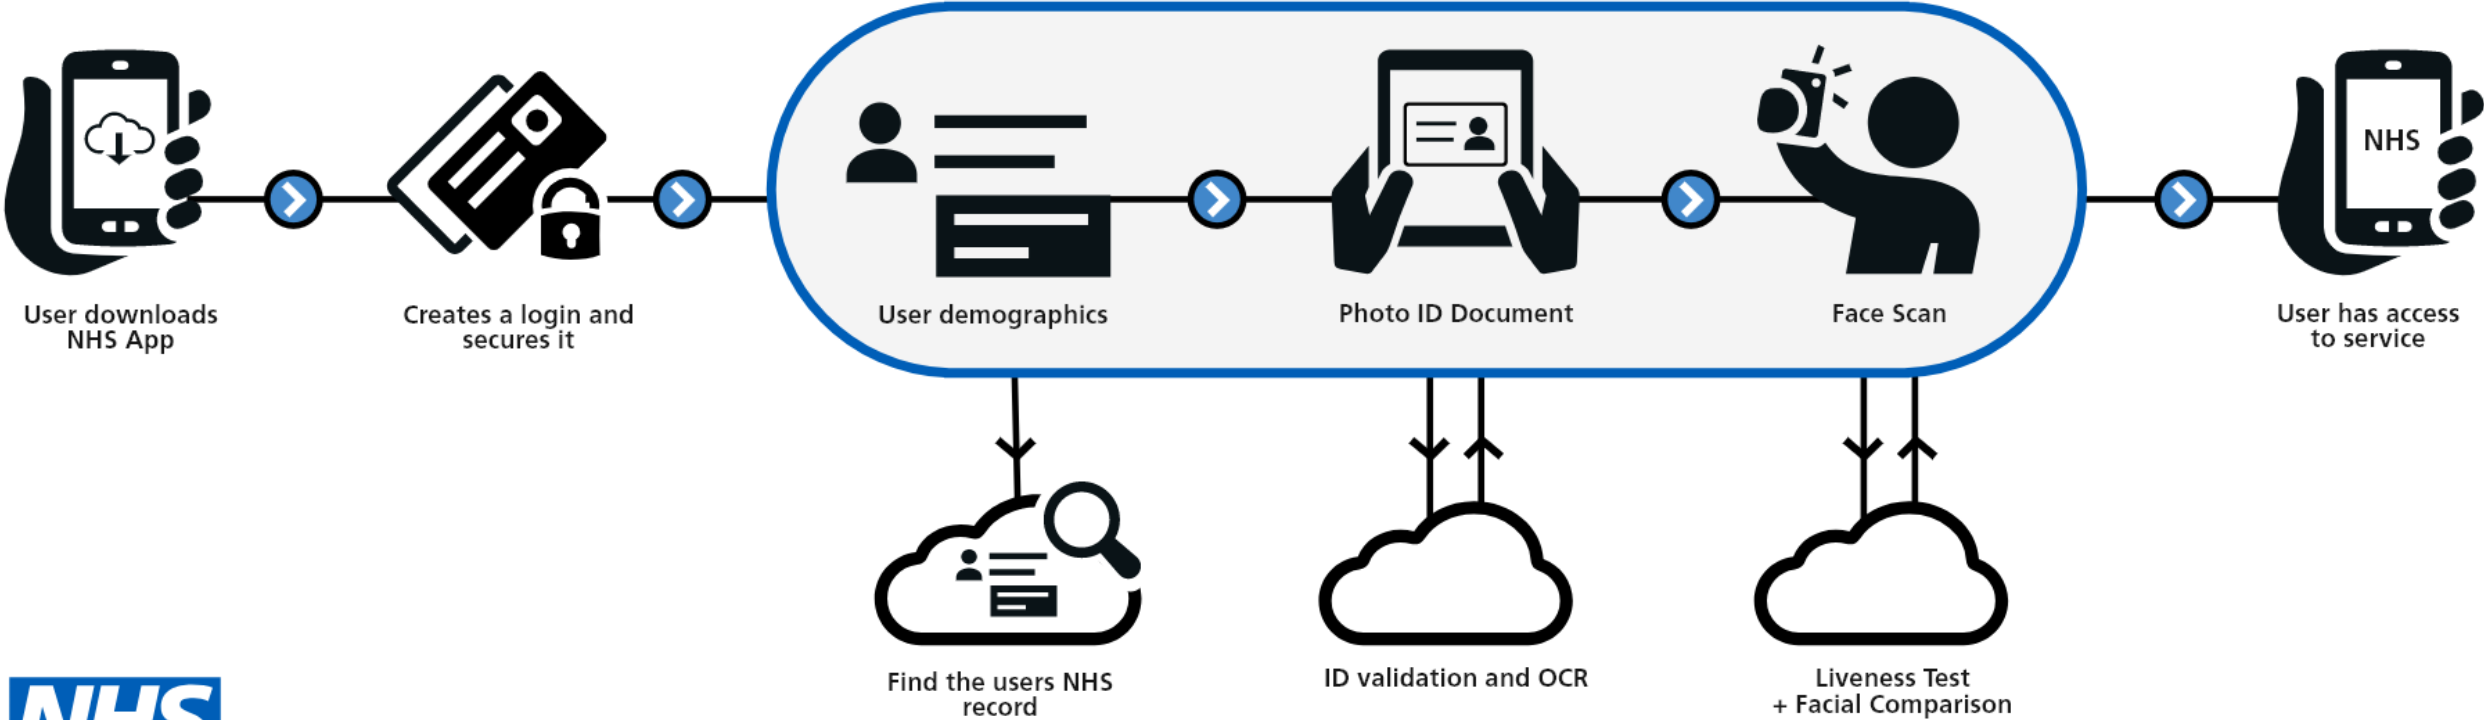 NHS
User downloads
NHS App
Creates a login and
secures it
User demographics
Photo ID Document
Face Scan
User has access
to service
Find the users NHS
record
ID validation and OCR
Liveness Test
+ Facial Comparison
NHS